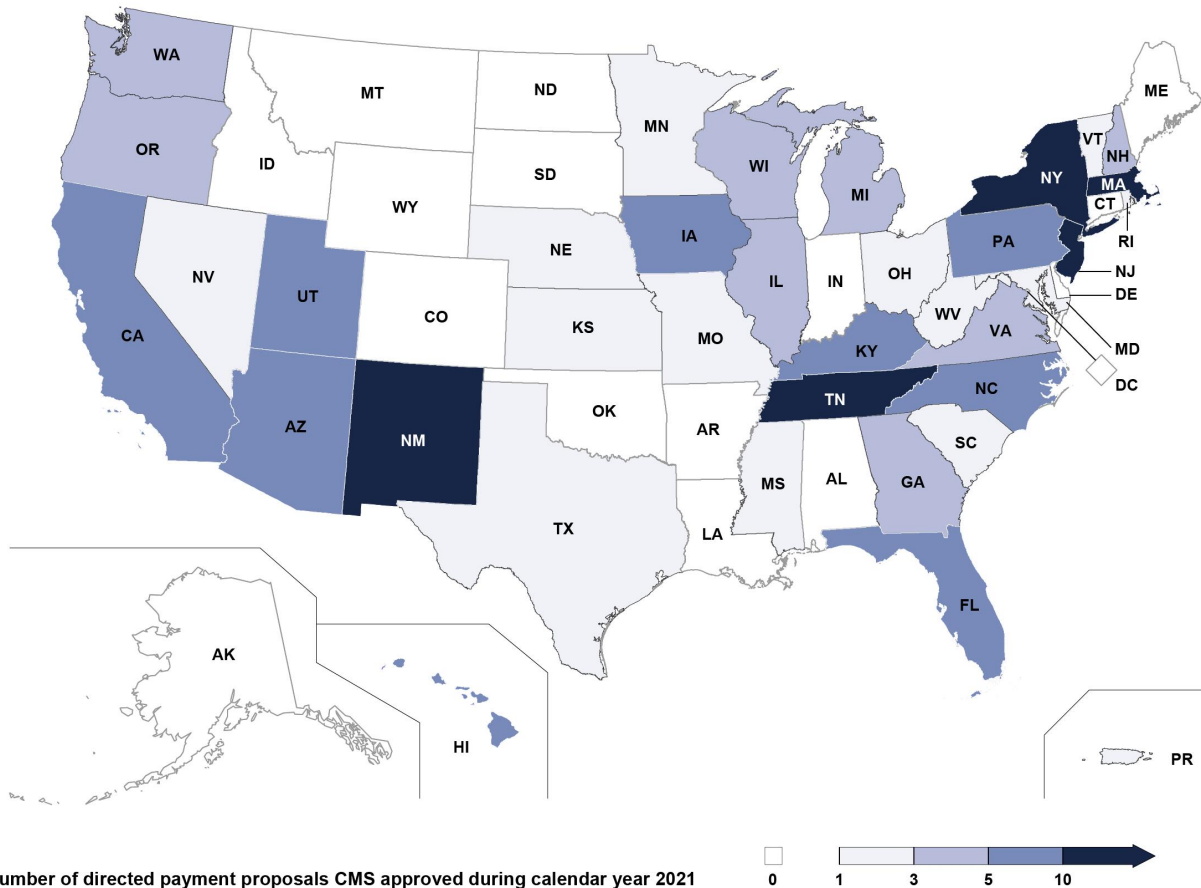 WA
MT
ND
MN
ME
VT
NH
OR
ID
SD
WI
MI
NY
MA
CT
WY
RI
IA
PA
NE
NJ
NV
UT
CO
IL
IN
OH
DE
CA
KS
MO
WV
VA
KY
MD
DC
AZ
NM
OK
TN
NC
AR
SC
MS
AL
GA
TX
LA
FL
AK
HI
PR
umber of directed payment proposals CMS approved during calendar year 2021
0 1 3 5 10